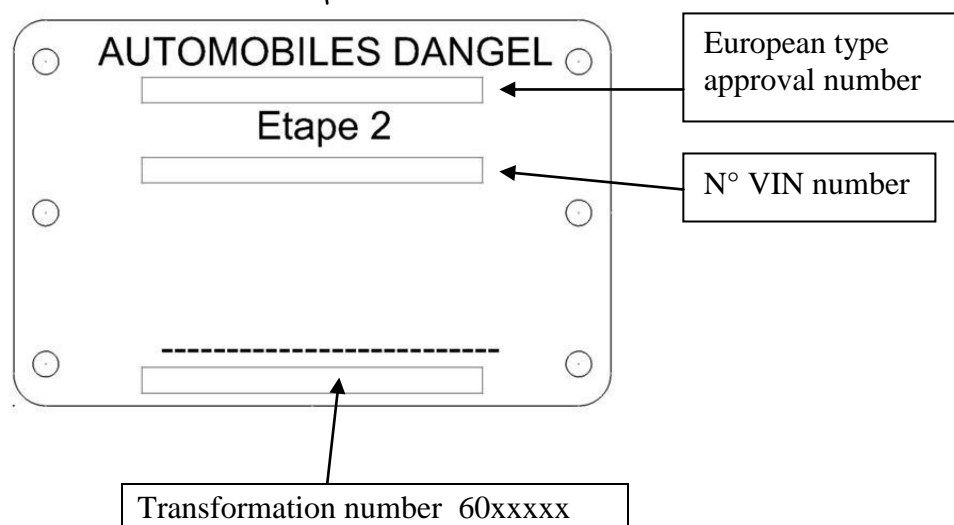 AUTOMOBILES DANGEL
Etape 2
--------------------------
European type
approval number
N° VIN number
Transformation number 60xxxxx